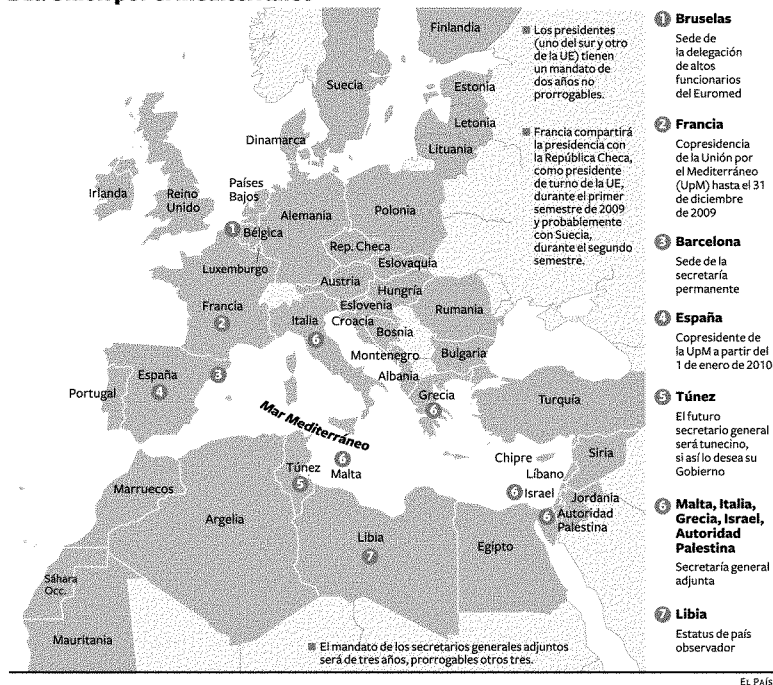 Finlandia
Suecia
Estonia
Letonia
Lituania
Dinamarca
Irlanda
Reino
Unido
Países
Bajos
Alemania
Polonia
1
Bélgica
Rep. Checa
Luxemburgo
Eslovaquia
Austria
Hungría
Francia
2
Eslovenia
Rumania
Italia
6
Croacia
Bosnia
Montenegro
Bulgaria
Albania
Portugal
España
4
3
Grecia
6
Turquía
Mar Mediterráneo
Túnez
5
6
Malta
Chipre
Siria
Líbano
6 Israel
Jordania
6 Autoridad
Palestina
Marruecos
Argelia
Libia
7
Egipto
Sáhara
Occ.
Mauritania
Los presidentes
(uno del sur y otro
de la UE) tienen
un mandato de
dos años no
prorrogables.
Francia compartirá
la presidencia con
la República Checa,
como presidente
de turno de la UE,
durante el primer
semestre de 2009
y probablemente
con Suecia,
durante el segundo
semestre.
El mandato de los secretarios generales adjuntos
será de tres años, prorrogables otros tres.
1 Bruselas
Sede de
la delegación
de altos
funcionarios
del Euromed
2 Francia
Copresidencia
de la Unión por
el Mediterráneo
(UpM) hasta el 31
de diciembre
de 2009
3 Barcelona
Sede de la
secretaría
permanente
4 España
Copresidente de
la UpM a partir del
1 de enero de 2010
5 Túnez
El futuro
secretario general
será tunecino,
si así lo desea su
Gobierno
6 Malta, Italia,
Grecia, Israel,
Autoridad
Palestina
Secretaría general
adjunta
7 Libia
Estatus de país
observador
EL PAÍS